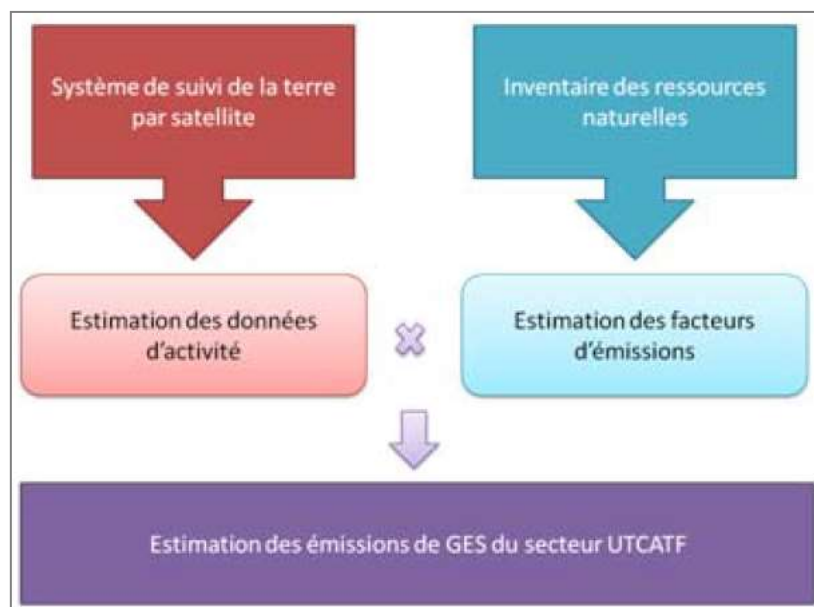 Système de suivi de la terre
par satellite
Inventaire des ressources
naturelles
Estimation des données
d'activité
Estimation des facteurs
d'émissions
Estimation des émissions de GES du secteur UTCATF